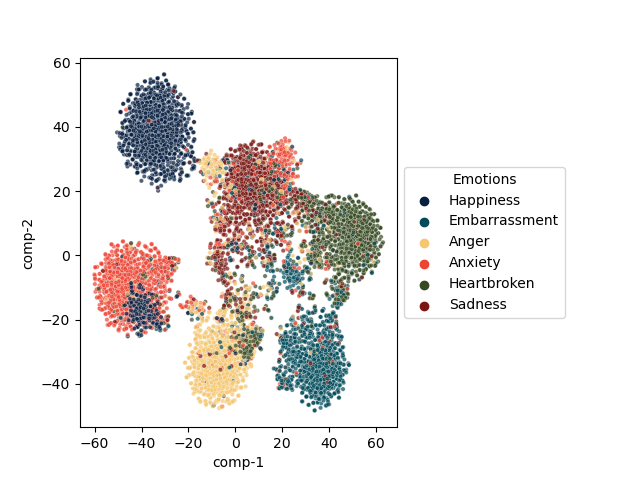 60
40
20
0
−20
−40
comp-2
−60
−40
−20
0
20
40
60
comp-1
Emotions
Happiness
Embarrassment
Anger
Anxiety
Heartbroken
Sadness